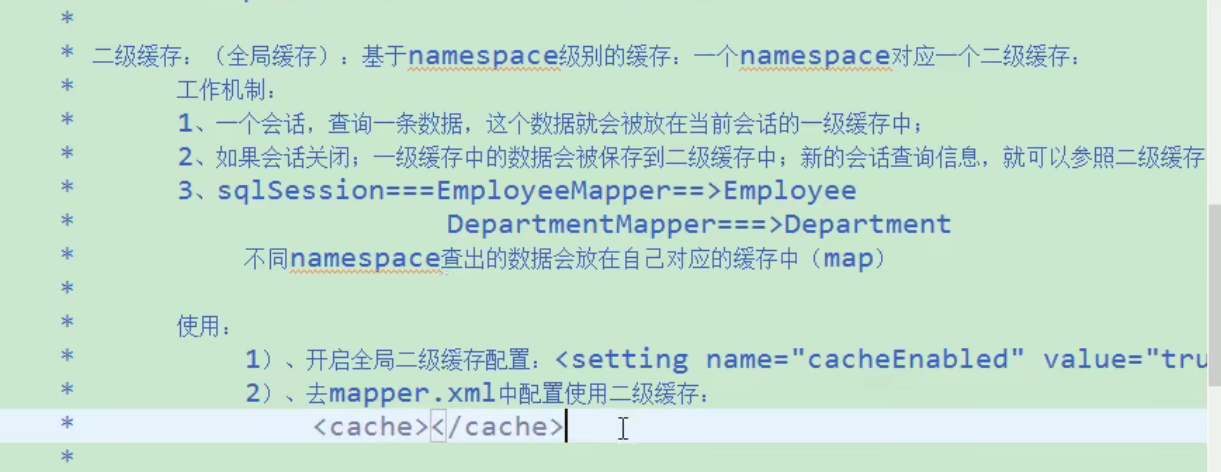 *
* 二级缓存：（全局缓存）：基于namespace级别的缓存：一个namespace对应一个二级缓存：
* 工作机制：
* 1、一个会话，查询一条数据，这个数据就会被放在当前会话的一级缓存中；
* 2、如果会话关闭；一级缓存中的数据会被保存到二级缓存中；新的会话查询信息，就可以参照二级缓存
* 3、sqlSession===EmployeeMapper==>Employee
* DepartmentMapper===>Department
* 不同namespace查出的数据会放在自己对应的缓存中（map）
*
* 使用：
* 1）、开启全局二级缓存配置：<setting name="cacheEnabled" value="tru
* 2）、去mapper.xml中配置使用二级缓存：
* <cache></cache>
*